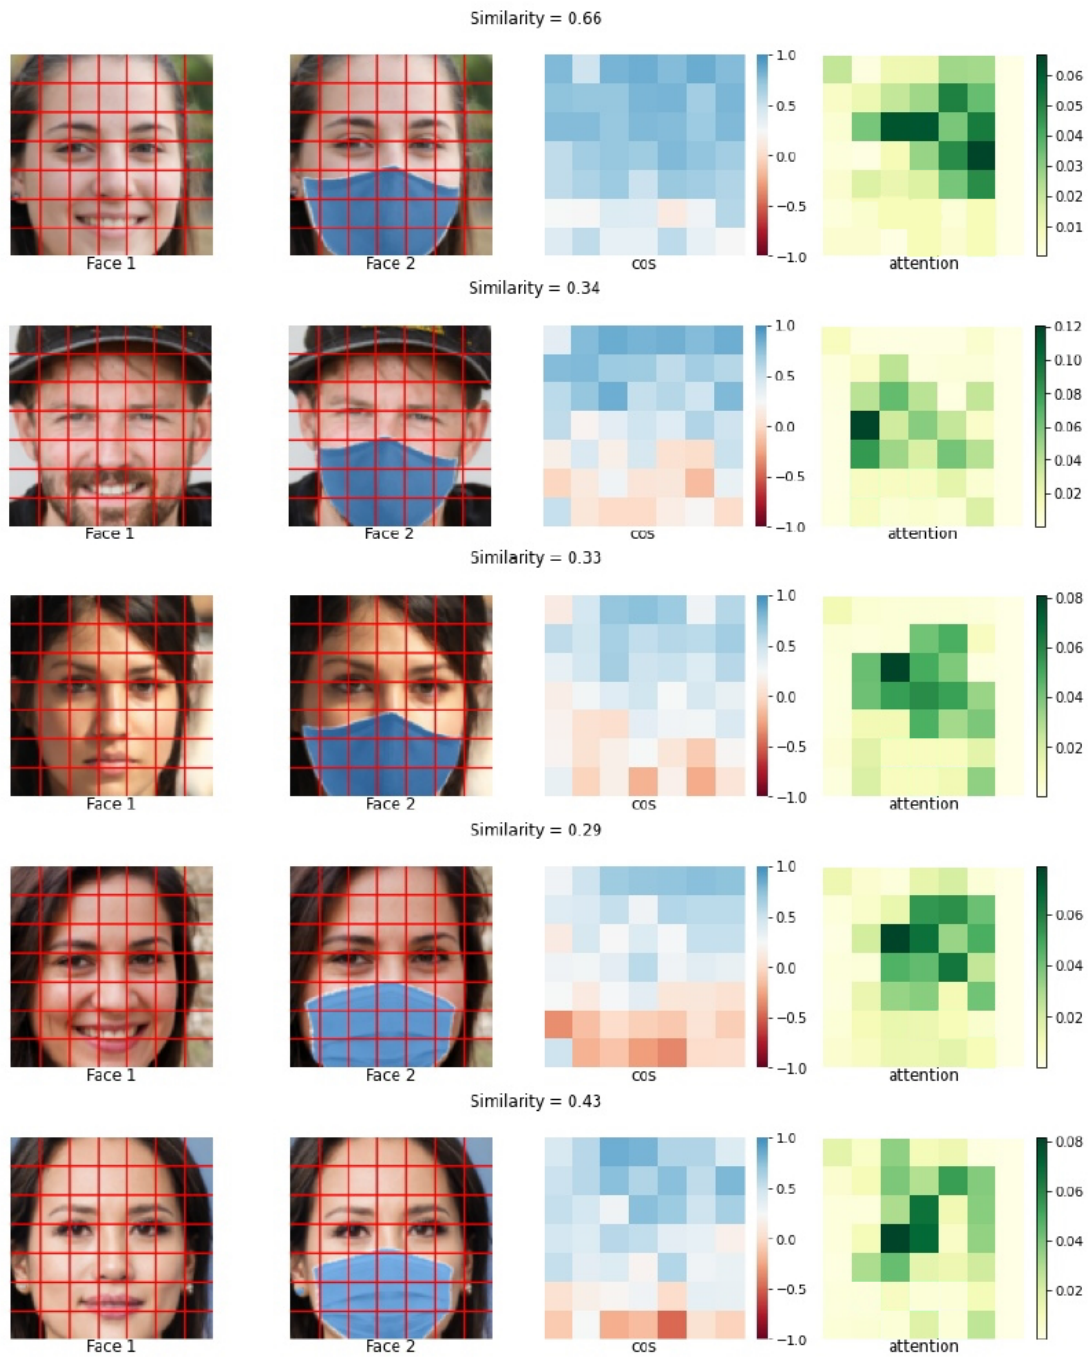 Similarity = 0.66
1.0 0.5 0.0 −0.5 −1.0
0.06 0.05 0.04 0.03 0.02 0.01
Face 1 Face 2 cos attention
Similarity = 0.34
1.0 0.5 0.0 −0.5 −1.0
0.12 0.10 0.08 0.06 0.04 0.02
Face 1 Face 2 cos attention
Similarity = 0.33
1.0 0.5 0.0 −0.5 −1.0
0.08 0.06 0.04 0.02
Face 1 Face 2 cos attention
Similarity = 0.29
1.0 0.5 0.0 −0.5 −1.0
0.06 0.04 0.02
Face 1 Face 2 cos attention
Similarity = 0.43
1.0 0.5 0.0 −0.5 −1.0
0.08 0.06 0.04 0.02
Face 1 Face 2 cos attention